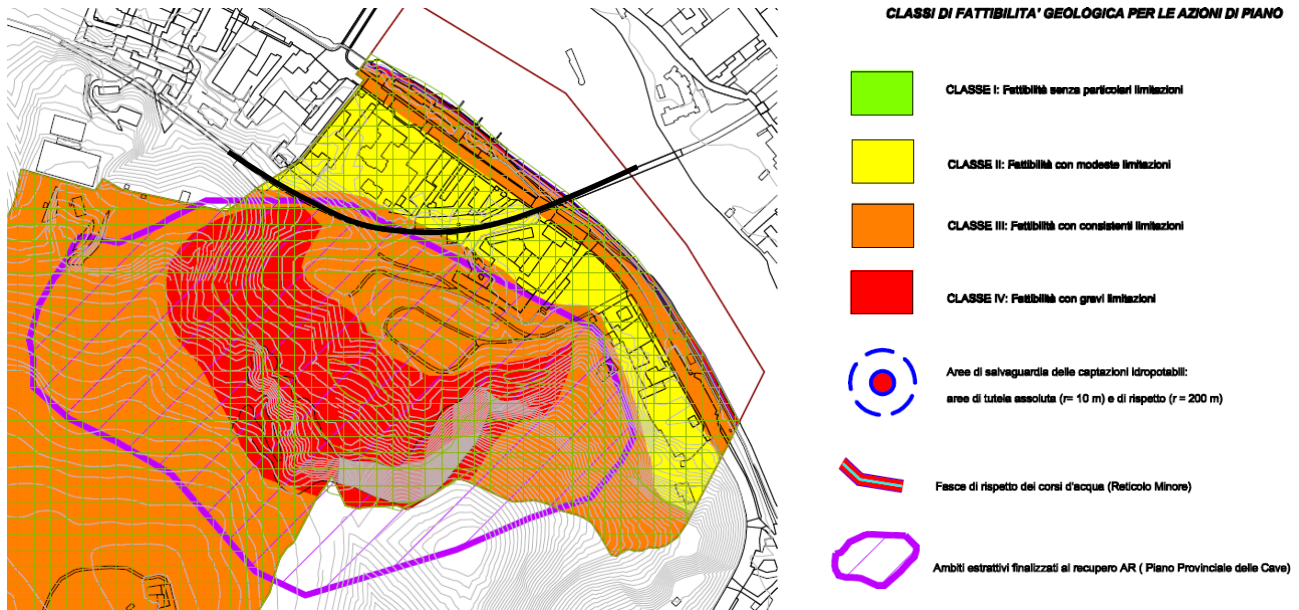 CLASSI DI FATTIBILITA' GEOLOGICA PER LE AZIONI DI PIANO
CLASSE I: Fattibilità senza particolari limitazioni
CLASSE II: Fattibilità con modeste limitazioni
CLASSE III: Fattibilità con consistenti limitazioni
CLASSE IV: Fattibilità con gravi limitazioni
Aree di salvaguardia delle captazioni idropotabili:
aree di tutela assoluta (r= 10 m) e di rispetto (r = 200 m)
Fasce di rispetto dei corsi d'acqua (Reticolo Minore)
Ambiti estrattivi finalizzati al recupero AR ( Piano Provinciale delle Cave)